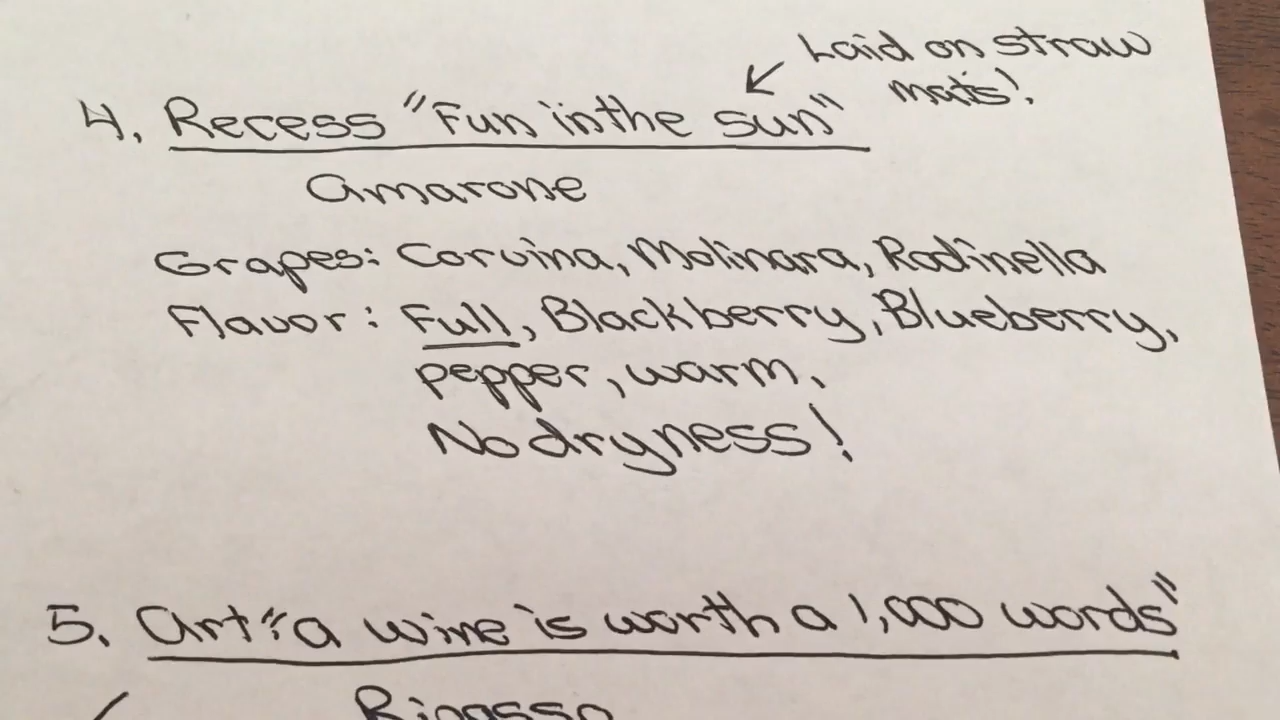 Laid on straw
mats!
4. Recess "Fun in the sun"
Amarone
Grapes: Corvina, Molinara, Rodinella
Flavor: Full, Blackberry, Blueberry,
pepper, warm,
No dryness!
5. Art "a wine is worth a 1,000 words"
Ripasso